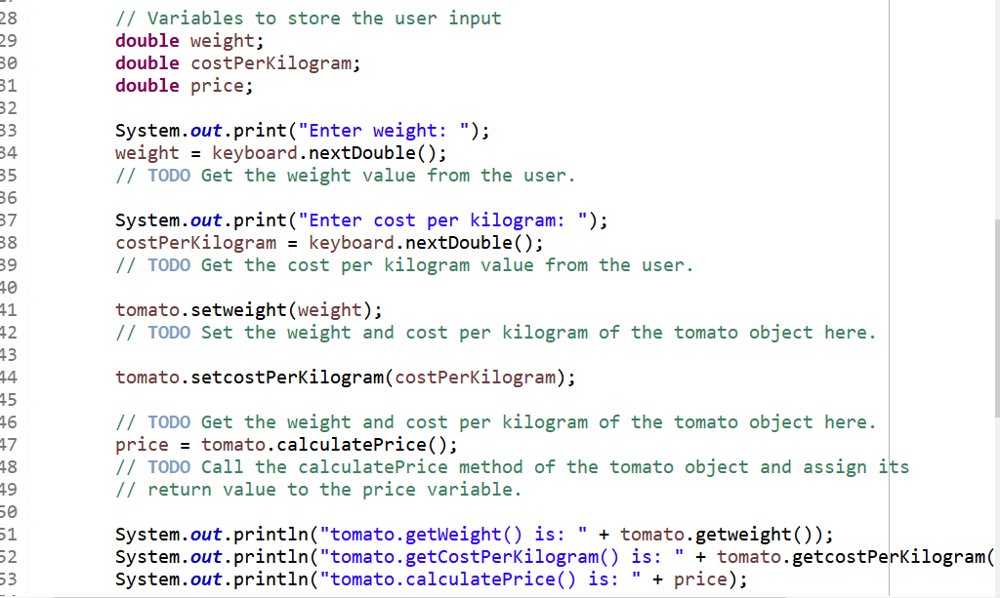 28 // Variables to store the user input
29 double weight;
30 double costPerKilogram;
31 double price;
32
33 System.out.print("Enter weight: ");
34 weight = keyboard.nextDouble();
35 // TODO Get the weight value from the user.
36
37 System.out.print("Enter cost per kilogram: ");
38 costPerKilogram = keyboard.nextDouble();
39 // TODO Get the cost per kilogram value from the user.
40
41 tomato.setweight(weight);
42 // TODO Set the weight and cost per kilogram of the tomato object here.
43
44 tomato.setcostPerKilogram(costPerKilogram);
45
46 // TODO Get the weight and cost per kilogram of the tomato object here.
47 price = tomato.calculatePrice();
48 // TODO Call the calculatePrice method of the tomato object and assign its
49 // return value to the price variable.
50
51 System.out.println("tomato.getWeight() is: " + tomato.getweight());
52 System.out.println("tomato.getCostPerKilogram() is: " + tomato.getcostPerKilogram(
53 System.out.println("tomato.calculatePrice() is: " + price);